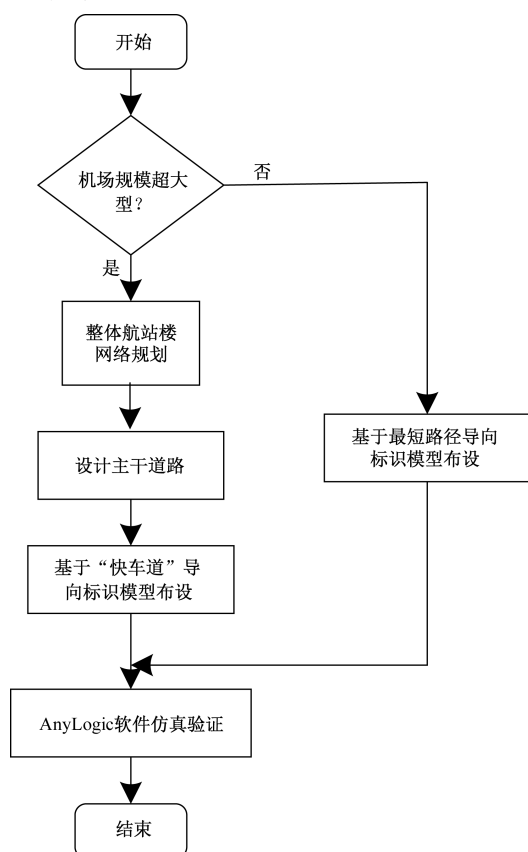 开始
机场规模超大
型?
否
是
整体航站楼
网络规划
设计主干道路
基于最短路径导向
标识模型布设
基于“快车道”导
向标识模型布设
AnyLogic软件仿真验证
结束